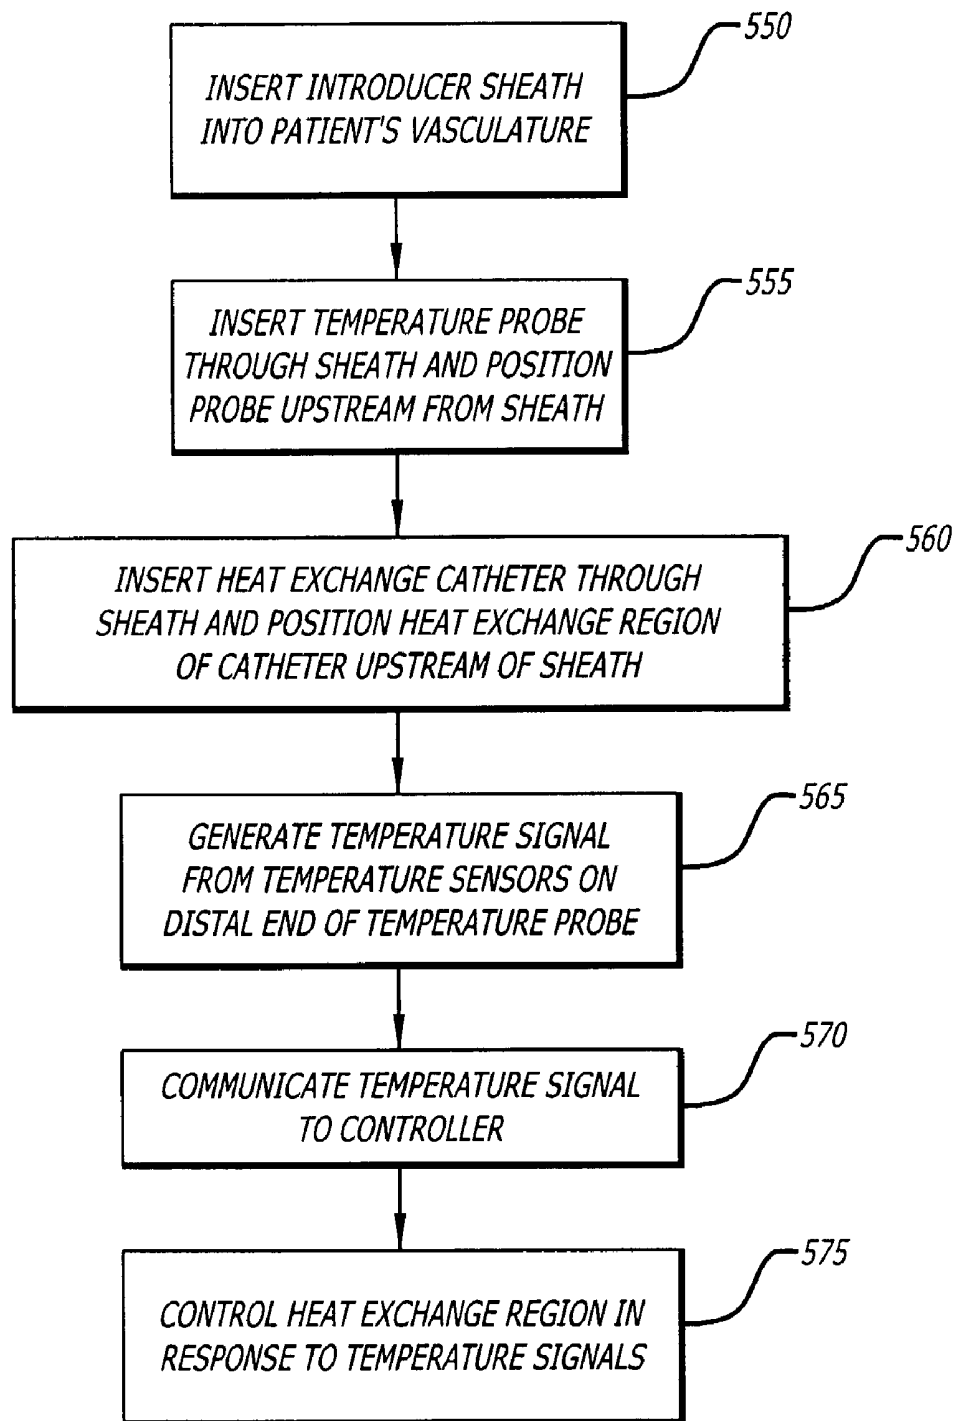 550
INSERT INTRODUCER SHEATH
INTO PATIENT'S VASCULATURE
555
INSERT TEMPERATURE PROBE
THROUGH SHEATH AND POSITION
PROBE UPSTREAM FROM SHEATH
560
INSERT HEAT EXCHANGE CATHETER THROUGH
SHEATH AND POSITION HEAT EXCHANGE REGION
OF CATHETER UPSTREAM OF SHEATH
565
GENERATE TEMPERATURE SIGNAL
FROM TEMPERATURE SENSORS ON
DISTAL END OF TEMPERATURE PROBE
570
COMMUNICATE TEMPERATURE SIGNAL
TO CONTROLLER
575
CONTROL HEAT EXCHANGE REGION IN
RESPONSE TO TEMPERATURE SIGNALS